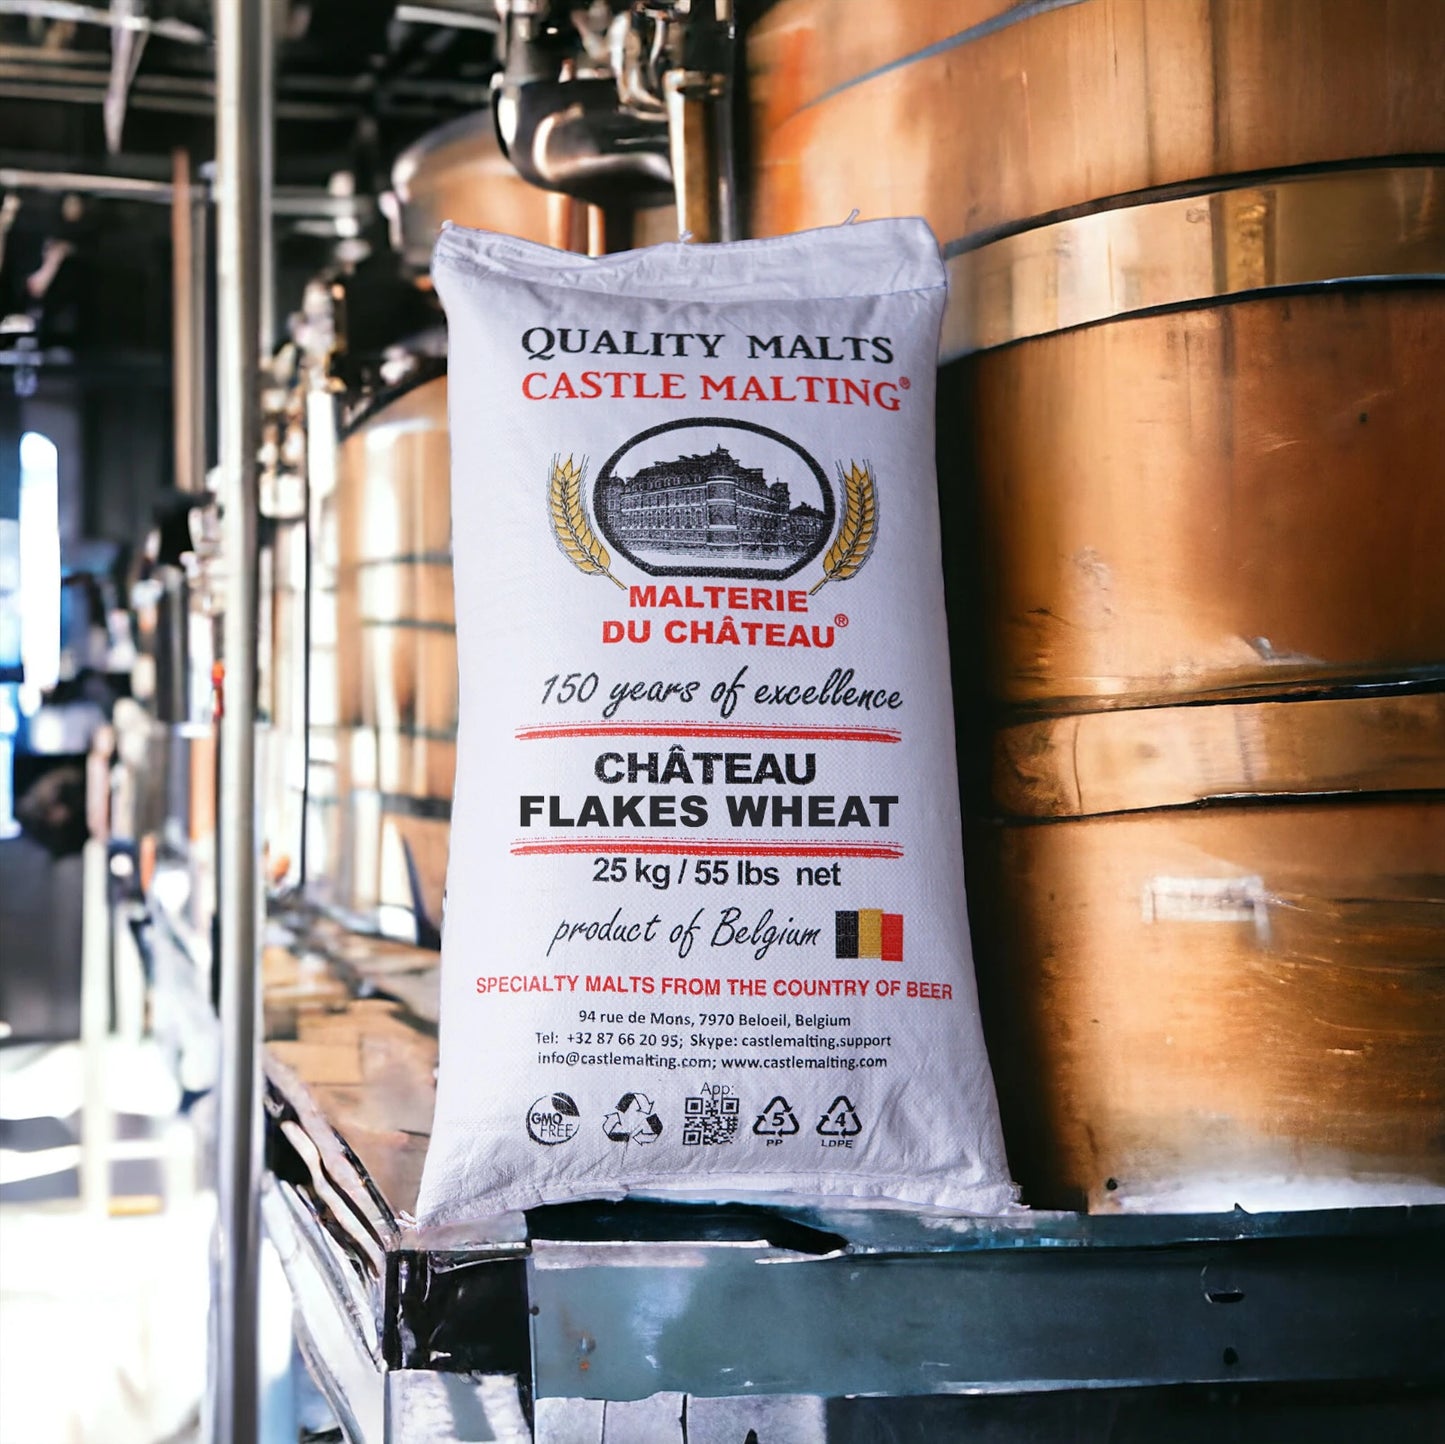 QUALITY MALTS
CASTLE MALTING®
MALTERIE
DU CHÂTEAU®
150 years of excellence
CHÂTEAU
FLAKES WHEAT
25 kg / 55 lbs net
product of Belgium
SPECIALTY MALTS FROM THE COUNTRY OF BEER
94 rue de Mons, 7970 Beloeil, Belgium
Tel: +32 87 66 20 95; Skype: castlemalting.support
info@castlemalting.com; www.castlemalting.com
App:
GMO
FREE
5
PP
4
LDPE